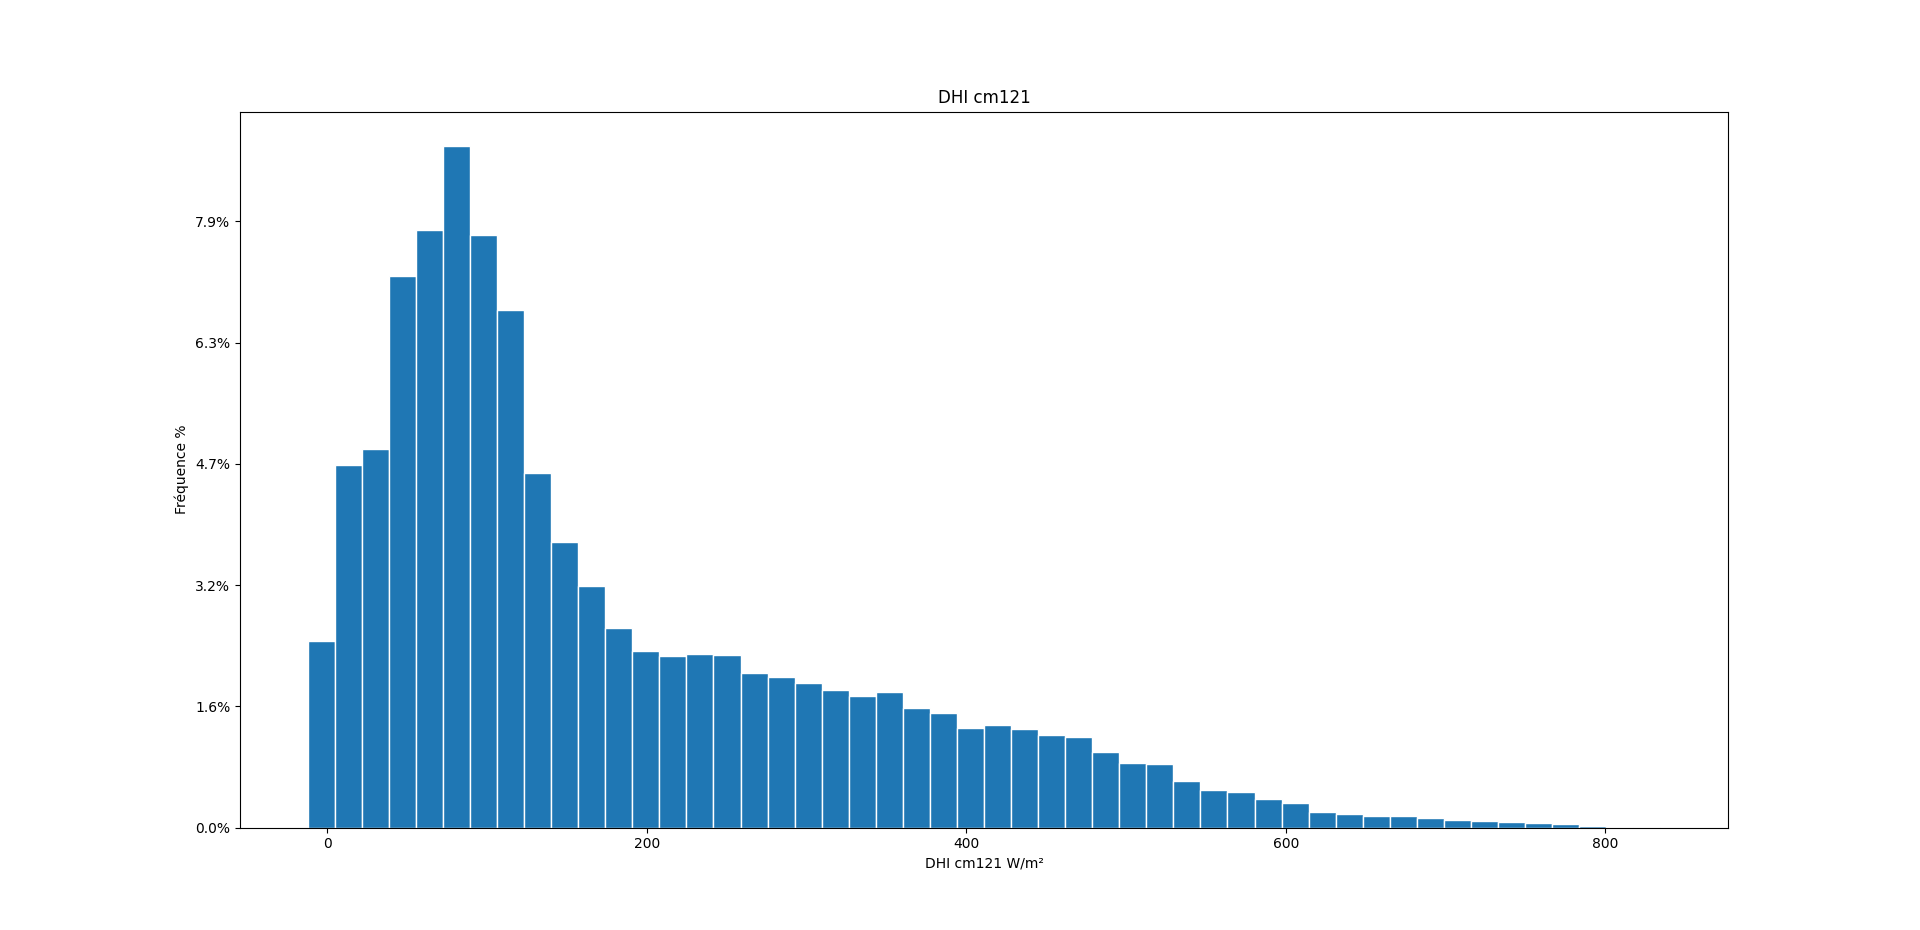 DHI cm121
7.9%
6.3%
4.7%
3.2%
1.6%
0.0%
Fréquence %
0 200 400 600 800
DHI cm121 W/m²